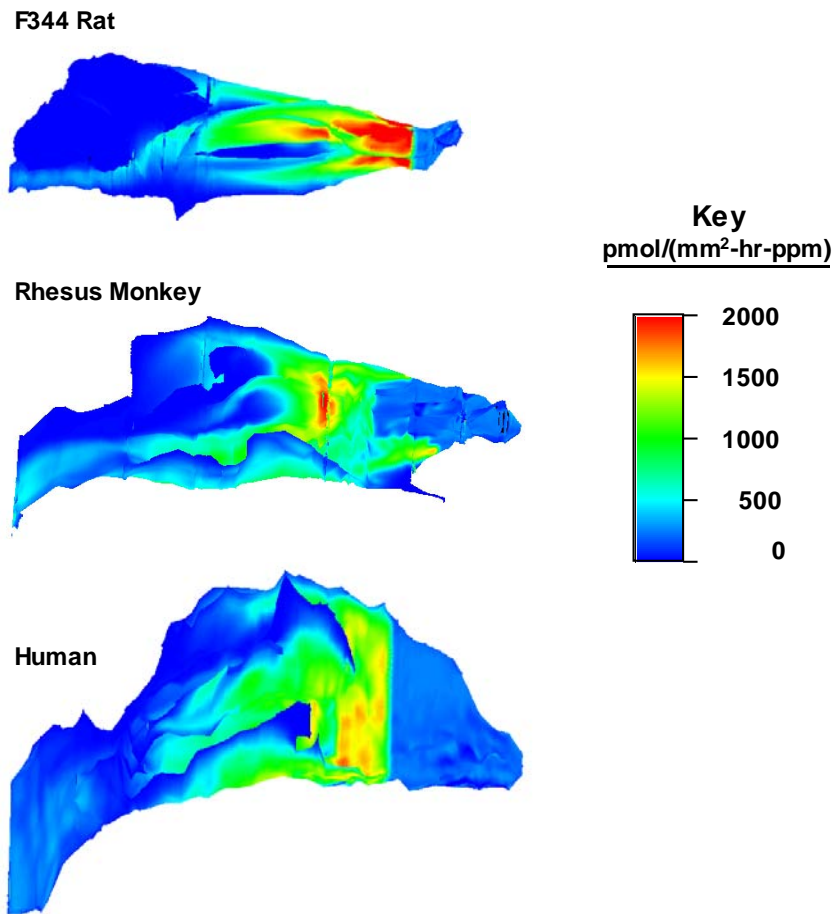 F344 Rat
Key
pmol/(mm²-hr-ppm)
Rhesus Monkey
2000
1500
1000
500
0
Human